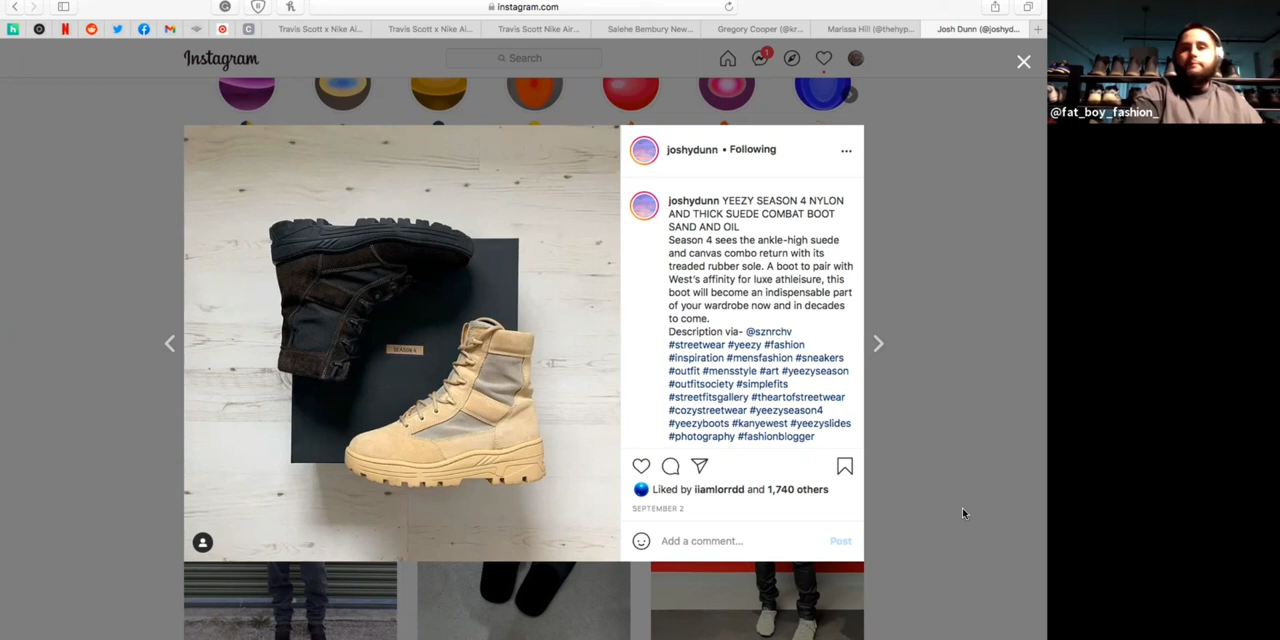 instagram.com
Travis Scott x Nike Ai...
Travis Scott x Nike Ai...
Travis Scott Nike Air...
Salehe Bembury New...
Gregory Cooper (@kr...
Marissa Hill (@thehyp...
Josh Dunn (@joshyd...
Instagram
Search
1
@fat_boy_fashion_
joshydunn • Following
joshydunn YEEZY SEASON 4 NYLON
AND THICK SUEDE COMBAT BOOT
SAND AND OIL
Season 4 sees the ankle-high suede
and canvas combo return with its
treaded rubber sole. A boot to pair with
West's affinity for luxe athleisure, this
boot will become an indispensable part
of your wardrobe now and in decades
to come.
Description via- @sznrchv
#streetwear #yeezy #fashion
#inspiration #mensfashion #sneakers
#outfit #mensstyle #art #yeezyseason
#outfitsociety #simplefits
#streetfitsgallery #theartofstreetwear
#cozystreetwear #yeezyseason4
#yeezyboots #kanyewest #yeezyslides
#photography #fashionblogger
SEASON 4
Liked by iiamlorrdd and 1,740 others
SEPTEMBER 2
Add a comment...
Post